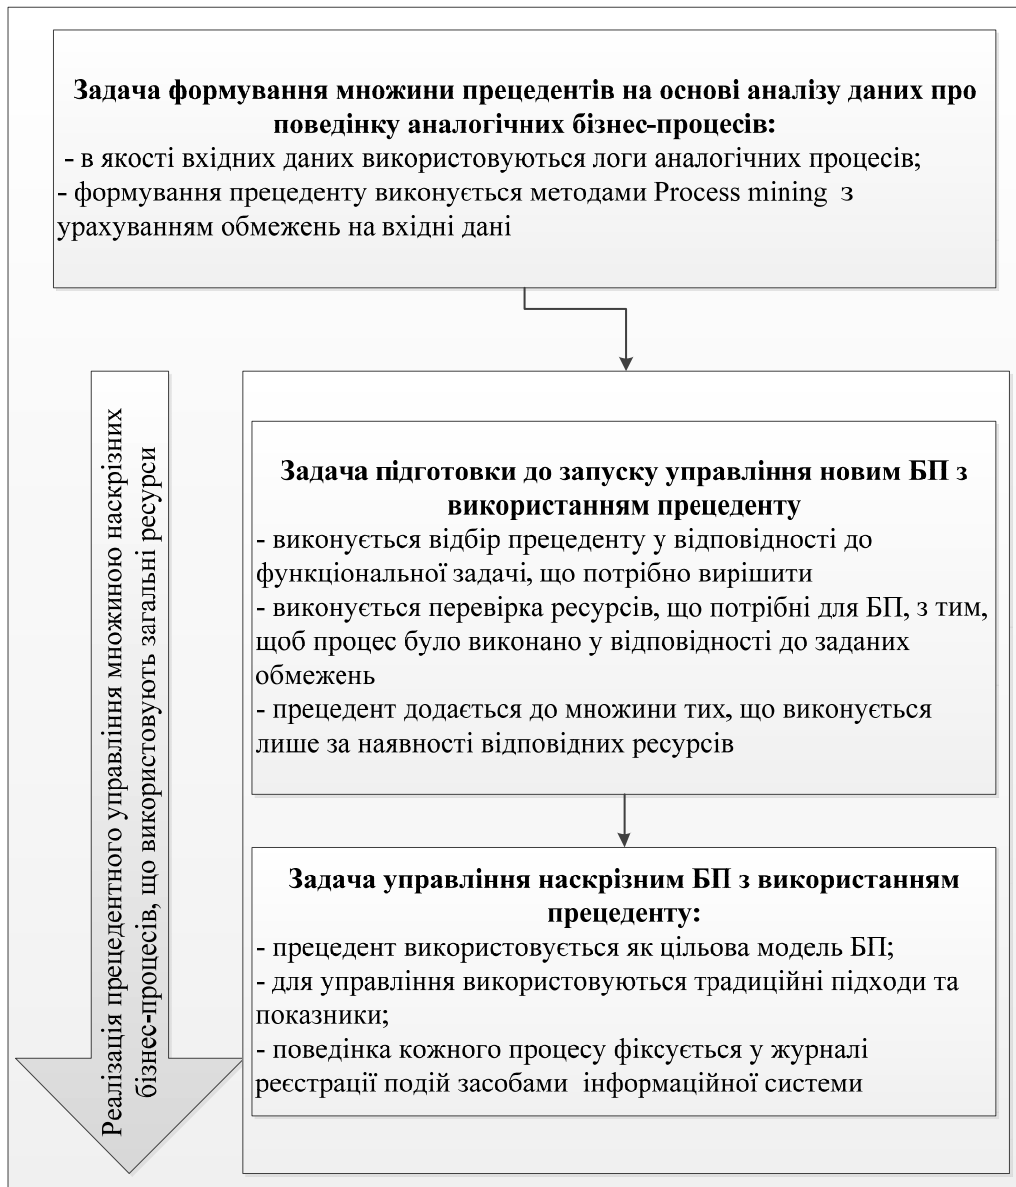 Задача формування множини прецедентів на основі аналізу даних про
поведінку аналогічних бізнес-процесів:
- в якості вхідних даних використовуються логи аналогічних процесів;
- формування прецеденту виконується методами Process mining з
урахуванням обмежень на вхідні дані
Реалізація прецедентного управління множиною наскрізних
бізнес-процесів, що використовують загальні ресурси
Задача підготовки до запуску управління новим БП з
використанням прецеденту
- виконується відбір прецеденту у відповідності до
функціональної задачі, що потрібно вирішити
- виконується перевірка ресурсів, що потрібні для БП, з тим,
щоб процес було виконано у відповідності до заданих
обмежень
- прецедент додається до множини тих, що виконується
лише за наявності відповідних ресурсів
Задача управління наскрізним БП з використанням
прецеденту:
- прецедент використовується як цільова модель БП;
- для управління використовуються традиційні підходи та
показники;
- поведінка кожного процесу фіксується у журналі
реєстрації подій засобами інформаційної системи